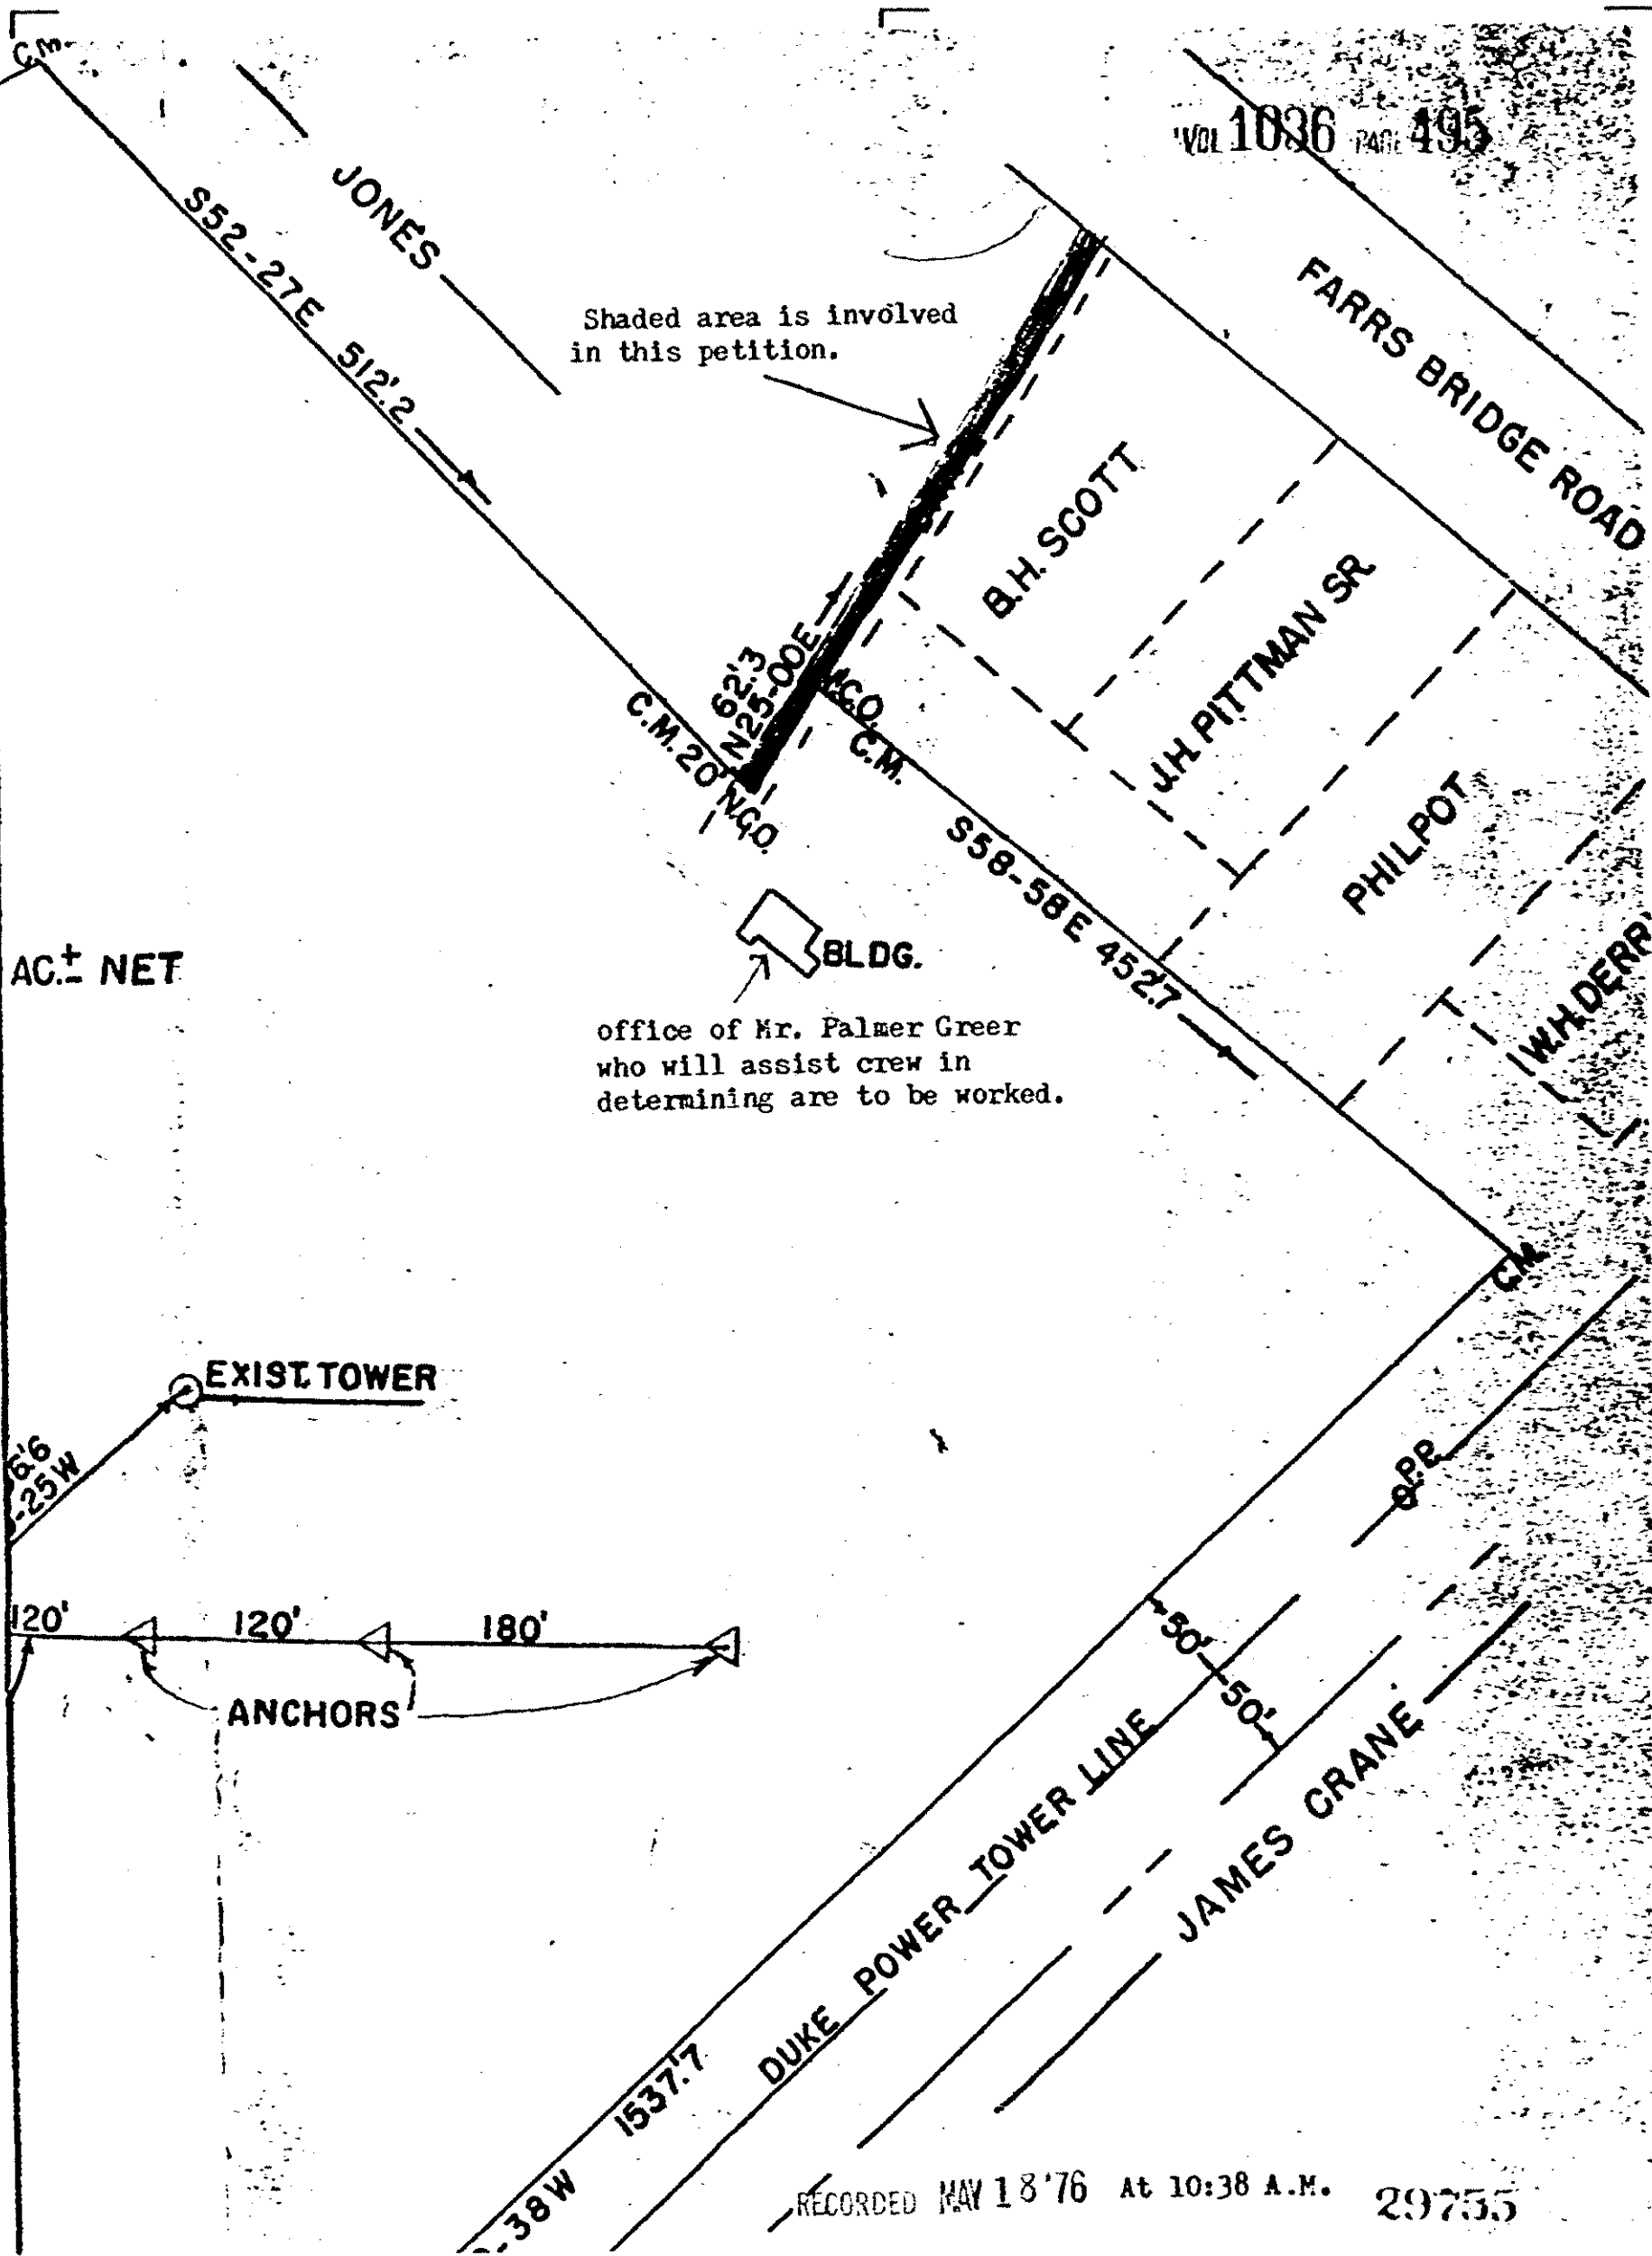 C.M.
VOL 1036 PAGE 495
JONES
S52-27E 512'.2
FARRS BRIDGE ROAD
Shaded area is involved
in this petition.
B.H. SCOTT
J.H. PITTMAN SR.
PHILPOT
62'.3
N25-00E
C.M. 20' N.G.O.
C.M.
S58-58E 452.7
BLDG.
AC.± NET
office of Mr. Palmer Greer
who will assist crew in
determining are to be worked.
C.M.
EXIST. TOWER
-25W
P.P.
120' 120' 180'
ANCHORS
50' 50'
DUKE POWER TOWER LINE
JAMES CRANE
1537'.7
-38W
RECORDED MAY 18 '76 At 10:38 A.M. 29755